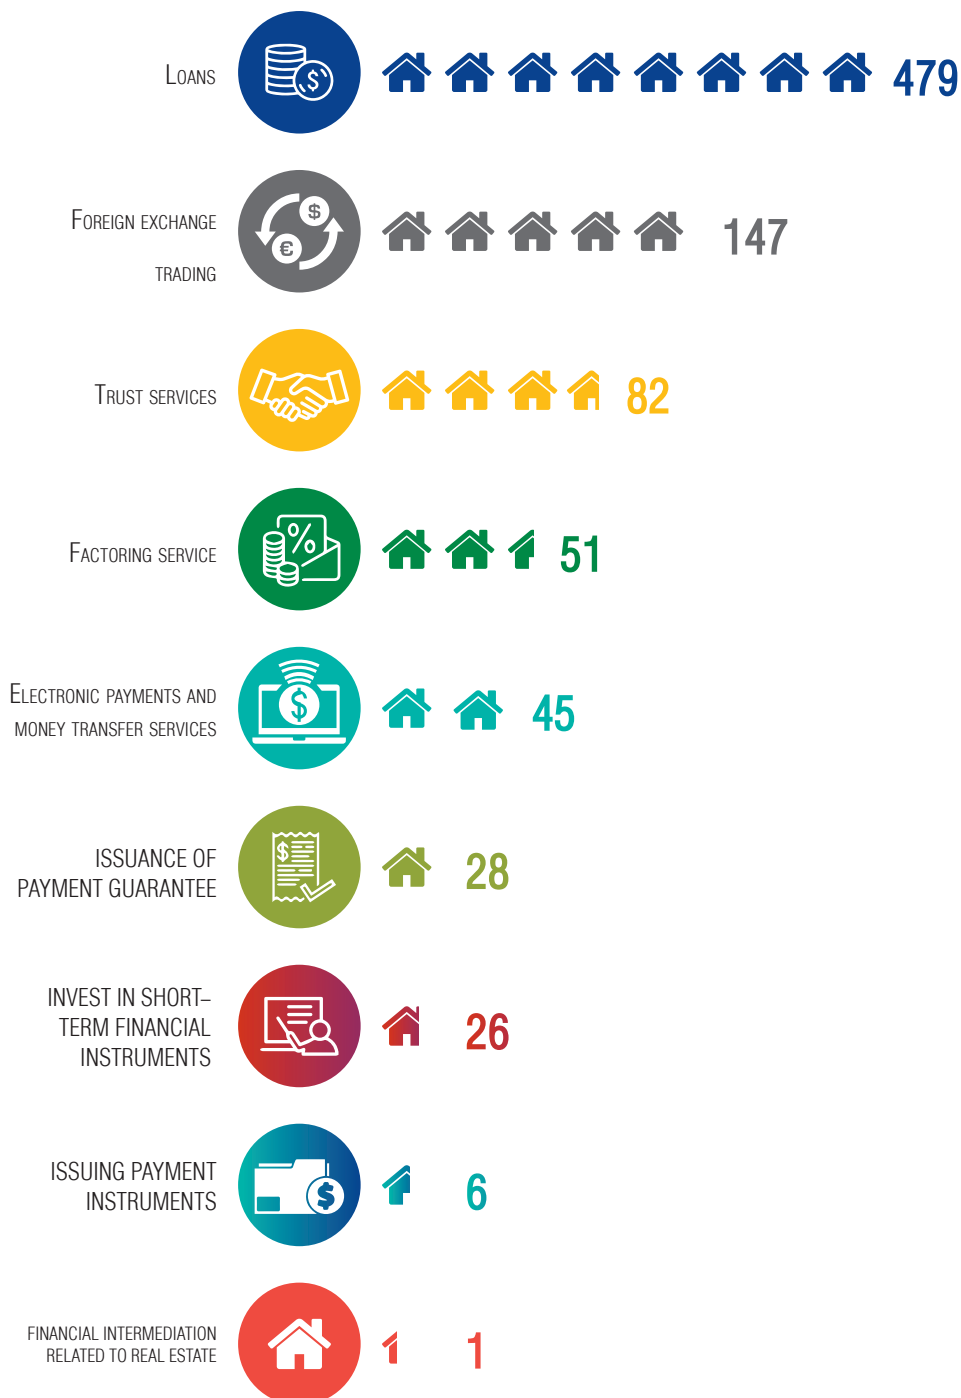 Loans
479
Foreign exchange
trading
147
$
€
Trust services
82
Factoring service
%
51
Electronic payments and
money transfer services
$
45
ISSUANCE OF
PAYMENT GUARANTEE
$
28
INVEST IN SHORT–
TERM FINANCIAL
INSTRUMENTS
26
ISSUING PAYMENT
INSTRUMENTS
$
6
FINANCIAL INTERMEDIATION
RELATED TO REAL ESTATE
1